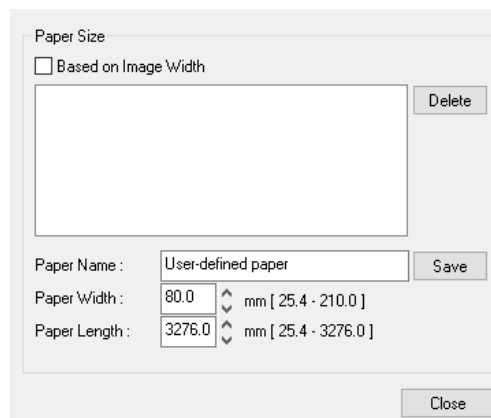 Paper Size
Based on Image Width
Delete
Paper Name : User-defined paper Save
Paper Width : 80.0 mm [ 25.4 - 210.0 ]
Paper Length : 3276.0 mm [ 25.4 - 3276.0 ]
Close